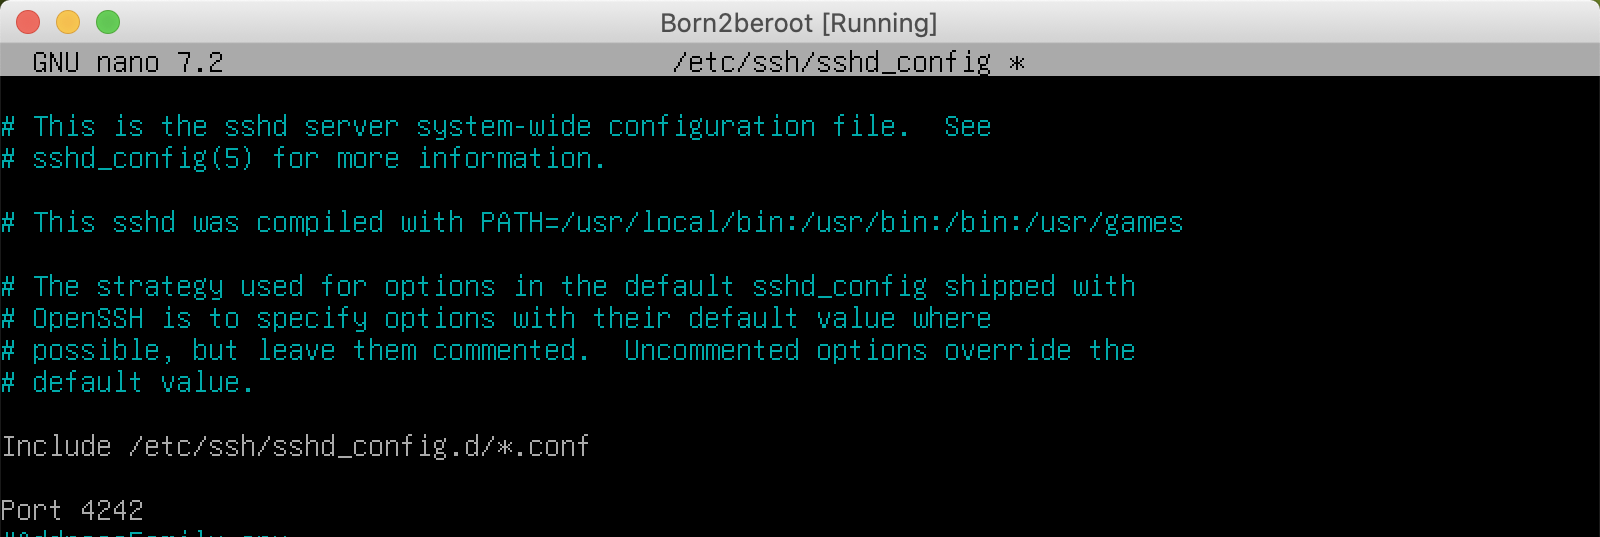 Born2beroot [Running]
GNU nano 7.2 /etc/ssh/sshd_config *
# This is the sshd server system-wide configuration file.  See
# sshd_config(5) for more information.
# This sshd was compiled with PATH=/usr/local/bin:/usr/bin:/bin:/usr/games
# The strategy used for options in the default sshd_config shipped with
# OpenSSH is to specify options with their default value where
# possible, but leave them commented.  Uncommented options override the
# default value.
Include /etc/ssh/sshd_config.d/*.conf
Port 4242
#AddressFamily any